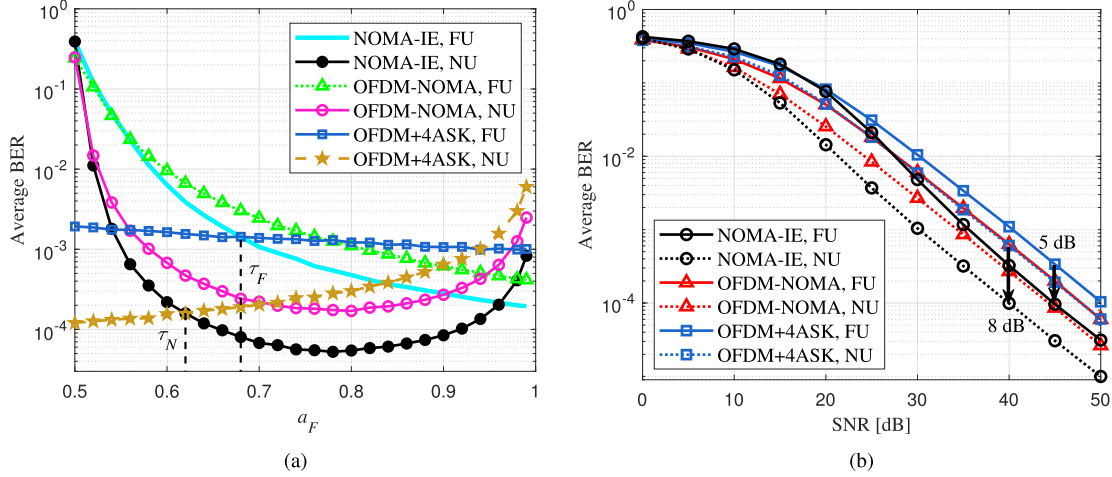 Average BER
10^0
10^-1
10^-2
10^-3
10^-4
NOMA-IE, FU
NOMA-IE, NU
OFDM-NOMA, FU
OFDM-NOMA, NU
OFDM+4ASK, FU
OFDM+4ASK, NU
τ_F
τ_N
0.5 0.6 0.7 0.8 0.9 1
a_F
(a)
Average BER
10^0
10^-2
10^-4
NOMA-IE, FU
NOMA-IE, NU
OFDM-NOMA, FU
OFDM-NOMA, NU
OFDM+4ASK, FU
OFDM+4ASK, NU
5 dB
8 dB
0 10 20 30 40 50
SNR [dB]
(b)